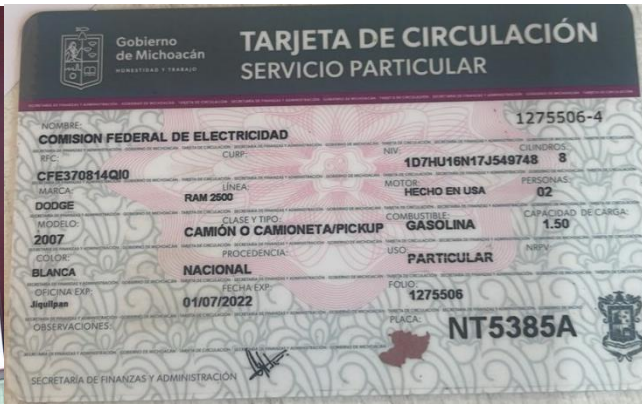 Gobierno
de Michoacán
HONESTIDAD Y TRABAJO
TARJETA DE CIRCULACIÓN
SERVICIO PARTICULAR
1275506-4
NOMBRE:
COMISION FEDERAL DE ELECTRICIDAD
RFC: CURP: NIV: CILINDROS:
CFE370814QI0 1D7HU16N17J549748 8
MARCA: LÍNEA: MOTOR: PERSONAS:
DODGE RAM 2500 HECHO EN USA 02
MODELO: CLASE Y TIPO: COMBUSTIBLE: CAPACIDAD DE CARGA:
2007 CAMIÓN O CAMIONETA/PICKUP GASOLINA 1.50
COLOR: PROCEDENCIA: USO: NRPV:
BLANCA NACIONAL PARTICULAR
OFICINA EXP: FECHA EXP: FOLIO:
Jiquilpan 01/07/2022 1275506
OBSERVACIONES: PLACA:
NT5385A
SECRETARÍA DE FINANZAS Y ADMINISTRACIÓN